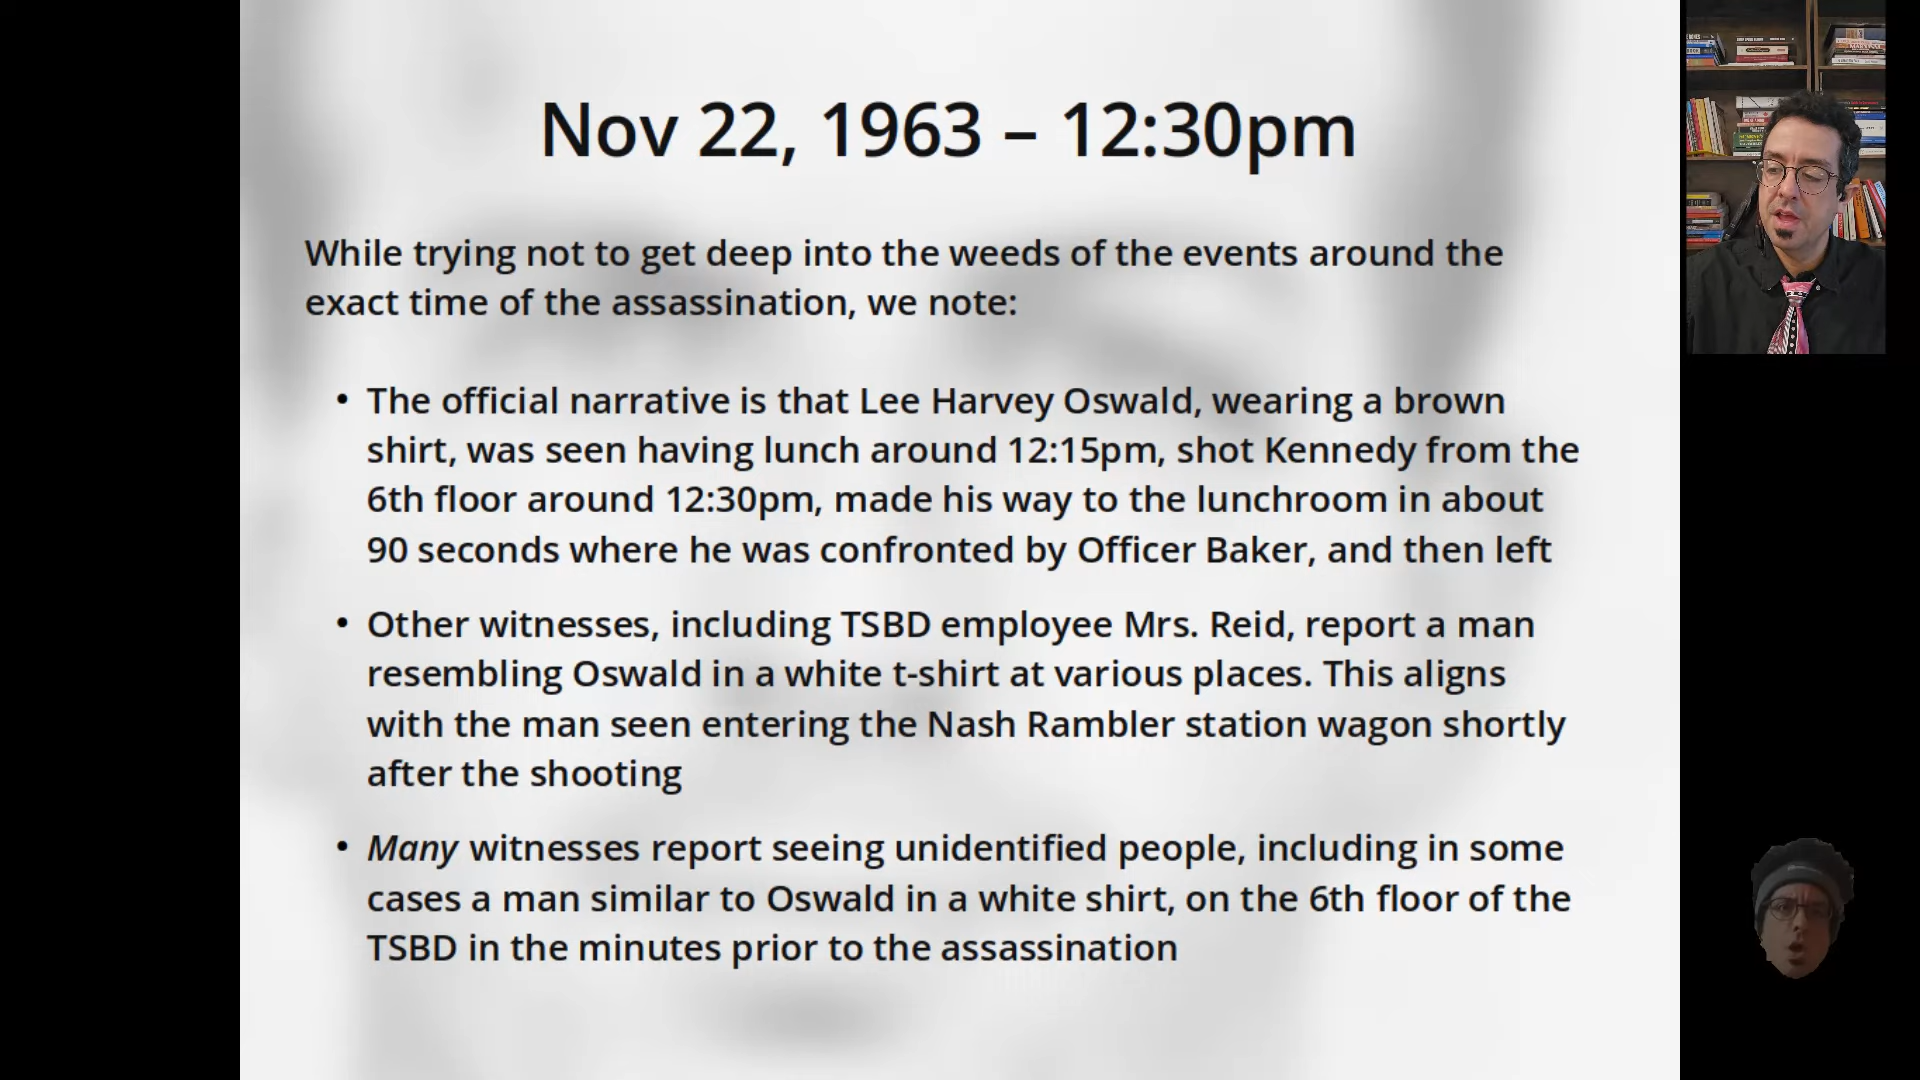 Nov 22, 1963 – 12:30pm
While trying not to get deep into the weeds of the events around the
exact time of the assassination, we note:
• The official narrative is that Lee Harvey Oswald, wearing a brown
shirt, was seen having lunch around 12:15pm, shot Kennedy from the
6th floor around 12:30pm, made his way to the lunchroom in about
90 seconds where he was confronted by Officer Baker, and then left
• Other witnesses, including TSBD employee Mrs. Reid, report a man
resembling Oswald in a white t-shirt at various places. This aligns
with the man seen entering the Nash Rambler station wagon shortly
after the shooting
• Many witnesses report seeing unidentified people, including in some
cases a man similar to Oswald in a white shirt, on the 6th floor of the
TSBD in the minutes prior to the assassination